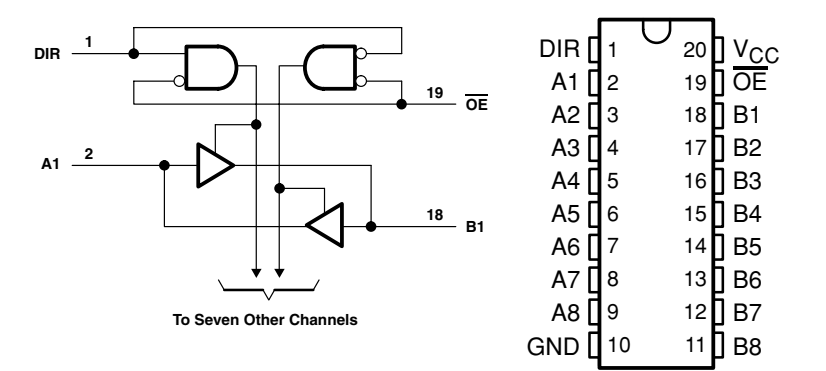 DIR 1
19 OE
A1 2
18 B1
To Seven Other Channels
DIR 1 20 VCC
A1 2 19 OE
A2 3 18 B1
A3 4 17 B2
A4 5 16 B3
A5 6 15 B4
A6 7 14 B5
A7 8 13 B6
A8 9 12 B7
GND 10 11 B8